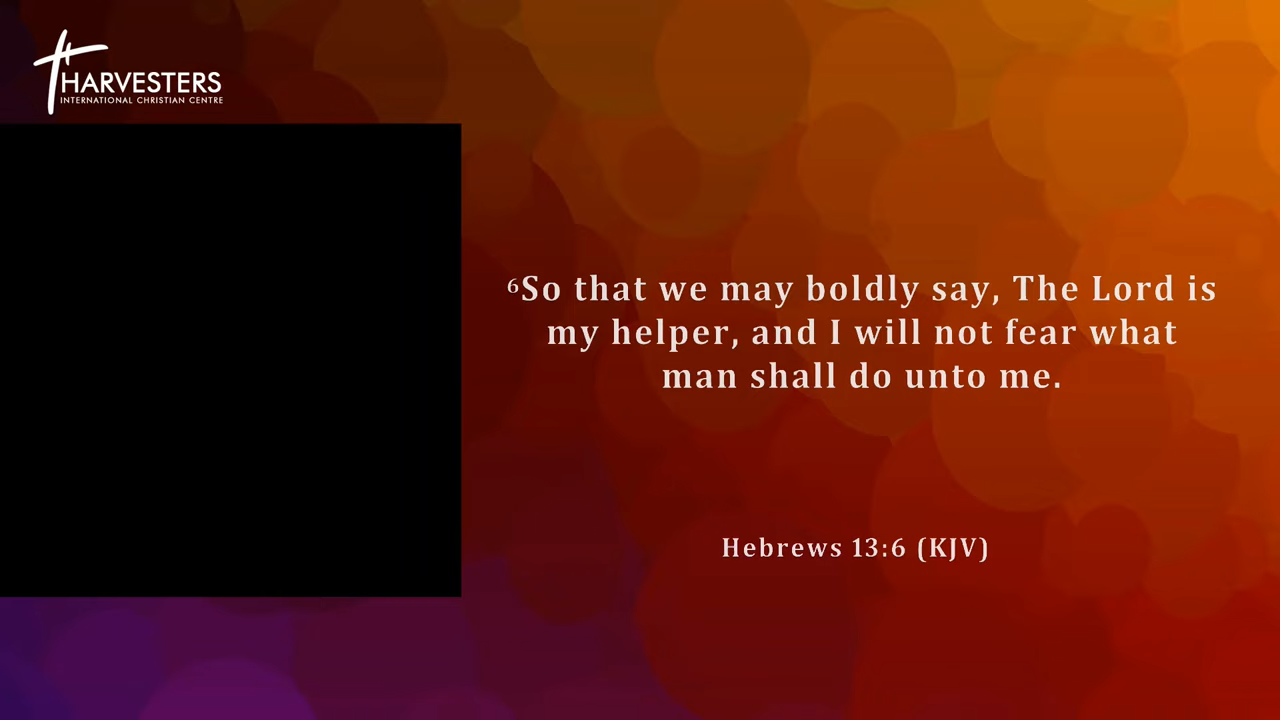 HARVESTERS
INTERNATIONAL CHRISTIAN CENTRE
⁶So that we may boldly say, The Lord is
my helper, and I will not fear what
man shall do unto me.
Hebrews 13:6 (KJV)